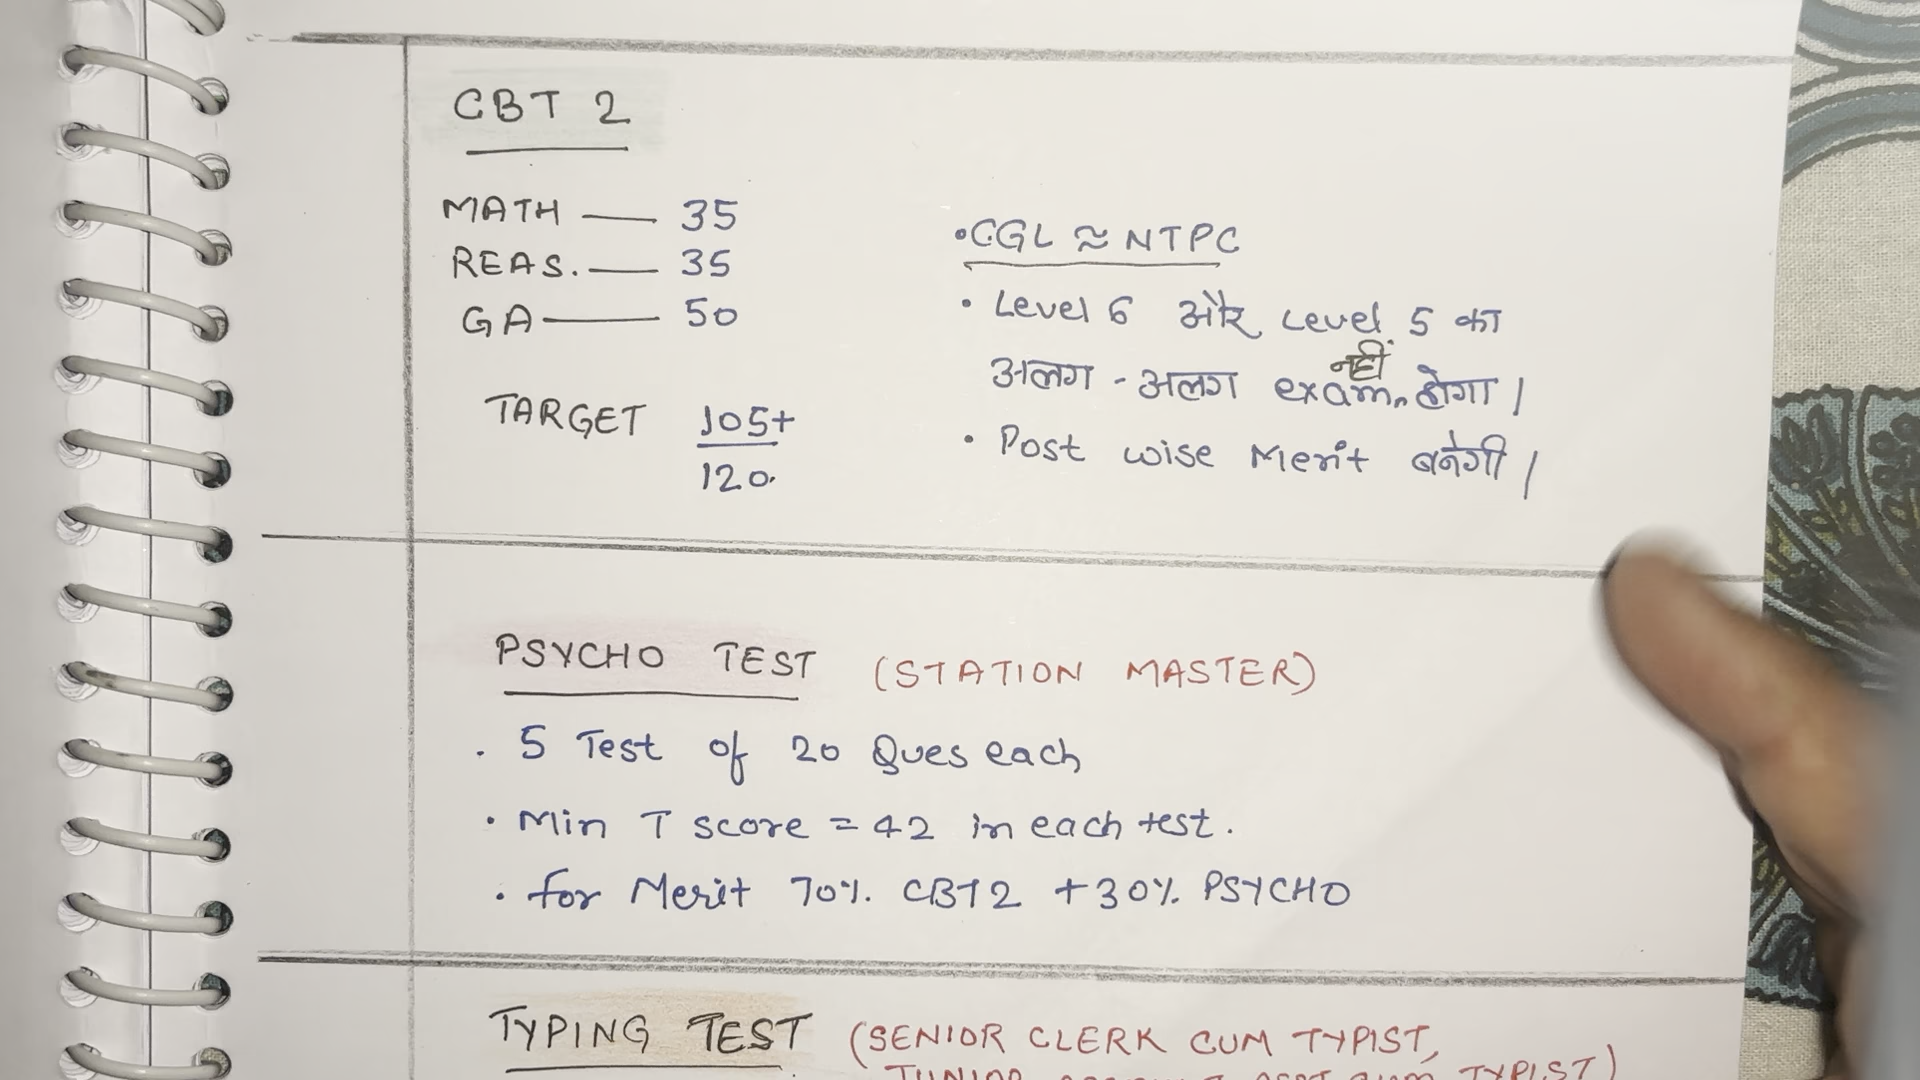 CBT 2
MATH — 35
REAS. — 35
GA — 50
TARGET 105+
120.
• CGL ≈ NTPC
• Level 6 और Level 5 का
अलग - अलग exam नहीं होगा ।
• Post wise Merit बनेगी ।
PSYCHO TEST (STATION MASTER)
. 5 Test of 20 Ques each
• Min T score = 42 in each test.
• for Merit 70%. CBT2 + 30%. PSYCHO
TYPING TEST (SENIOR CLERK CUM TYPIST,
TYPIST)